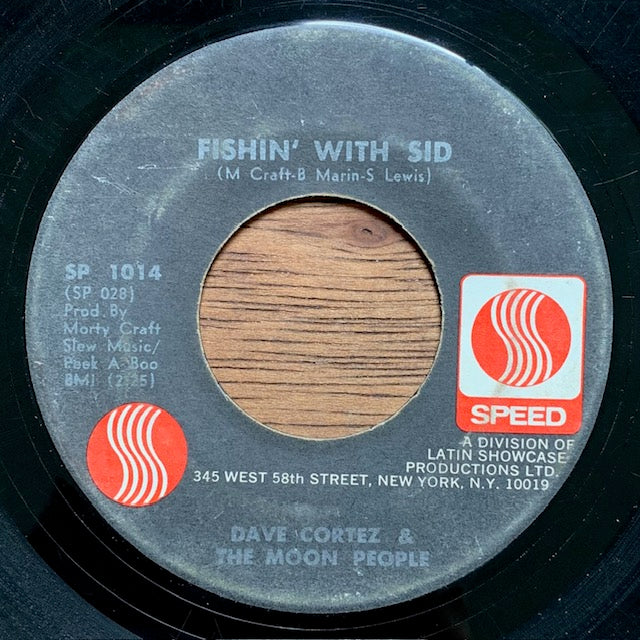 FISHIN' WITH SID
(M Craft-B Marin-S Lewis)
SP 1014
(SP 028)
Prod. By
Morty Craft
Slew Music/
Peek A Boo
BMI (2:25)
SPEED
A DIVISION OF
LATIN SHOWCASE
PRODUCTIONS LTD.
345 WEST 58th STREET, NEW YORK, N.Y. 10019
DAVE CORTEZ &
THE MOON PEOPLE